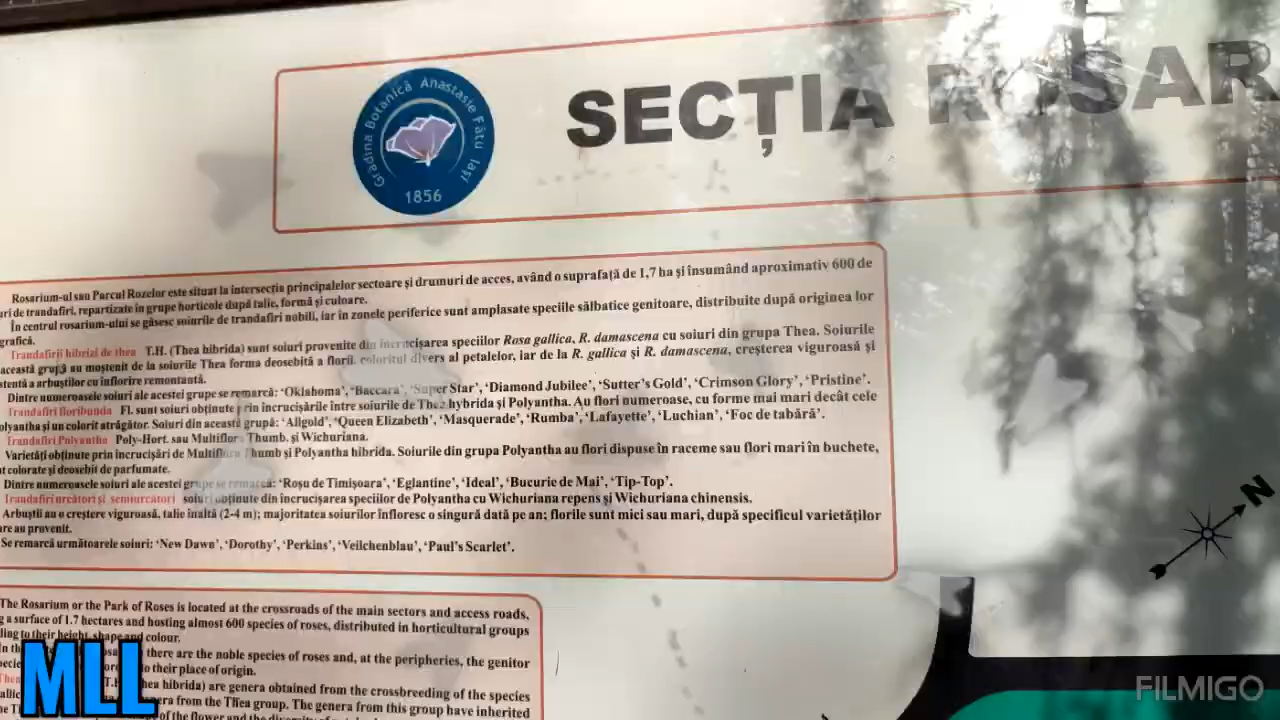 Grădina Botanică Anastasie Fătu Iași
1856
SECȚIA ROSAR
Rosarium-ul sau Parcul Rozelor este situat la intersecția principalelor sectoare și drumuri de acces, având o suprafață de 1,7 ha și însumând aproximativ 600 de
uri de trandafiri, repartizate în grupe horticole după talie, formă și culoare.
În centrul rosarium-ului se găsesc soiurile de trandafiri nobili, iar în zonele periferice sunt amplasate speciile sălbatice genitoare, distribuite după originea lor
grafică.
Trandafirii hibrizi de thea T.H. (Thea hibrida) sunt soiuri provenite din încrucișarea speciilor Rosa gallica, R. damascena cu soiuri din grupa Thea. Soiurile
această grupă au moștenit de la soiurile Thea forma deosebită a florii, coloritul divers al petalelor, iar de la R. gallica și R. damascena, creșterea viguroasă și
stentă a arbuștilor cu înflorire remontantă.
Dintre numeroasele soiuri ale acestei grupe se remarcă: 'Oklahoma', 'Baccara', 'Super Star', 'Diamond Jubilee', 'Sutter's Gold', 'Crimson Glory', 'Pristine'.
Trandafiri floribunda Fl. sunt soiuri obținute prin încrucișările între soiurile de Thea hybrida și Polyantha. Au flori numeroase, cu forme mai mari decât cele
olyantha și un colorit atrăgător. Soiuri din această grupă: 'Allgold', 'Queen Elizabeth', 'Masquerade', 'Rumba', 'Lafayette', 'Luchian', 'Foc de tabără'.
Trandafiri Polyantha Poly-Hort. sau Multiflora Thumb. și Wichuriana.
Varietăți obținute prin încrucișări de Multiflora Thumb și Polyantha hibrida. Soiurile din grupa Polyantha au flori dispuse în raceme sau flori mari în buchete,
t colorate și deosebit de parfumate.
Dintre numeroasele soiuri ale acestei grupe se remarcă: 'Roșu de Timișoara', 'Eglantine', 'Ideal', 'Bucurie de Mai', 'Tip-Top'.
Trandafiri urcători și semiurcători soiuri obținute din încrucișarea speciilor de Polyantha cu Wichuriana repens și Wichuriana chinensis.
Arbuștii au o creștere viguroasă, talie înaltă (2-4 m); majoritatea soiurilor înfloresc o singură dată pe an; florile sunt mici sau mari, după specificul varietăților
are au provenit.
Se remarcă următoarele soiuri: 'New Dawn', 'Dorothy', 'Perkins', 'Veilchenblau', 'Paul's Scarlet'.
N
The Rosarium or the Park of Roses is located at the crossroads of the main sectors and access roads,
g a surface of 1.7 hectares and hosting almost 600 species of roses, distributed in horticultural groups
ding to their height, shape and colour.
In the there are the noble species of roses and, at the peripheries, the genitor
to their place of origin.
T.H. (Thea hibrida) are genera obtained from the crossbreeding of the species
genera from the Thea group. The genera from this group have inherited
of the flower and the
MLL
FILMIGO